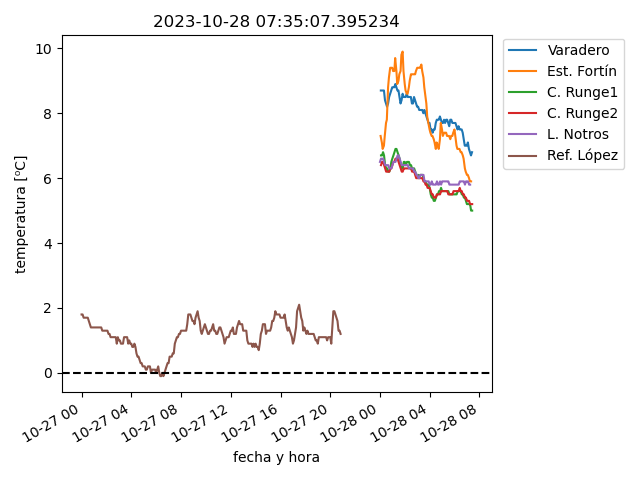 2023-10-28 07:35:07.395234
10
8
6
4
2
0
temperatura [ºC]
10-27 00
10-27 04
10-27 08
10-27 12
10-27 16
10-27 20
10-28 00
10-28 04
10-28 08
fecha y hora
Varadero
Est. Fortín
C. Runge1
C. Runge2
L. Notros
Ref. López